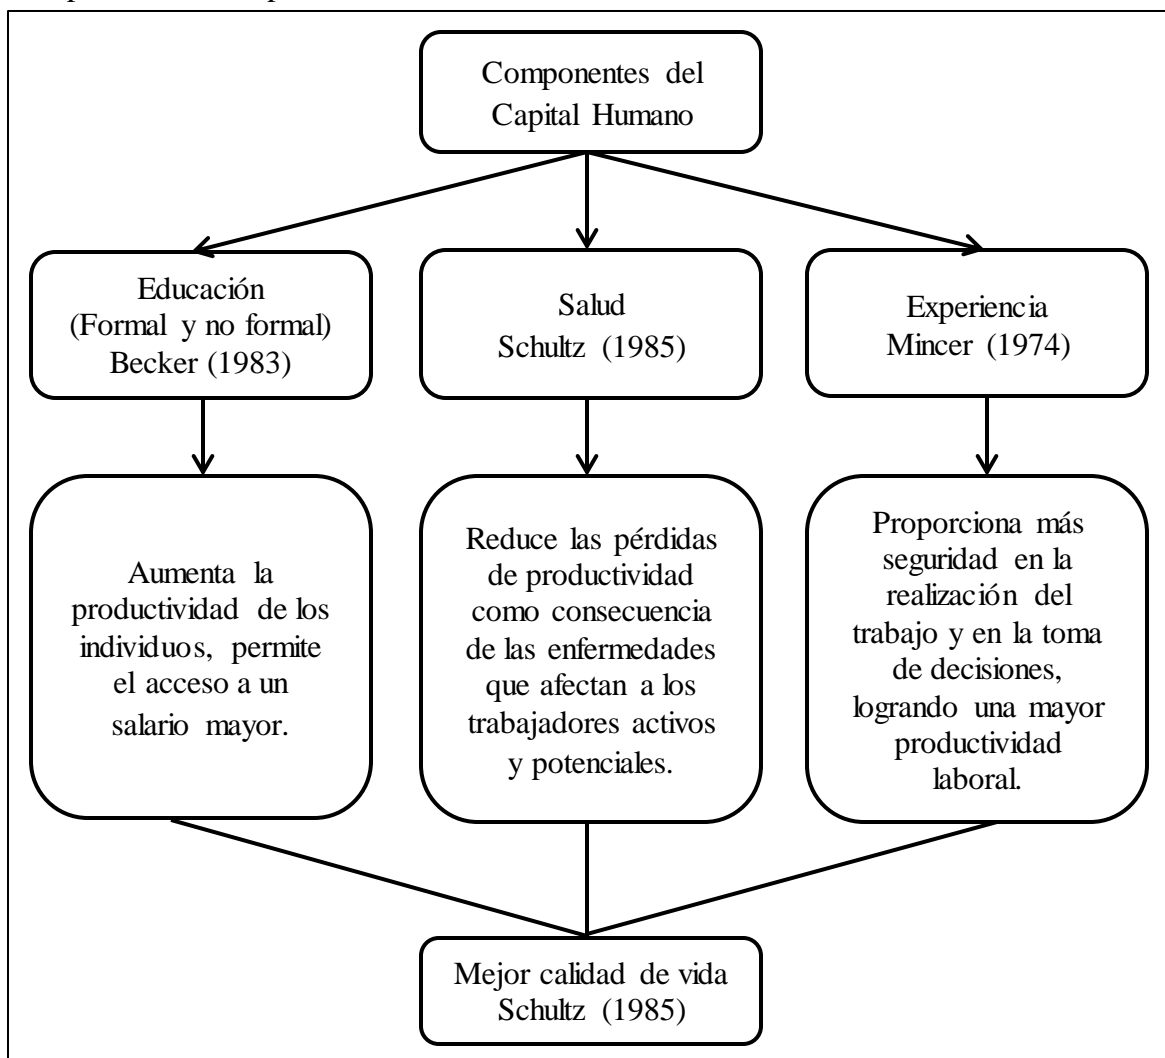 Componentes del
Capital Humano
Educación
(Formal y no formal)
Becker (1983)
Salud
Schultz (1985)
Experiencia
Mincer (1974)
Aumenta la
productividad de los
individuos, permite
el acceso a un
salario mayor.
Reduce las pérdidas
de productividad
como consecuencia
de las enfermedades
que afectan a los
trabajadores activos
y potenciales.
Proporciona más
seguridad en la
realización del
trabajo y en la toma
de decisiones,
logrando una mayor
productividad
laboral.
Mejor calidad de vida
Schultz (1985)